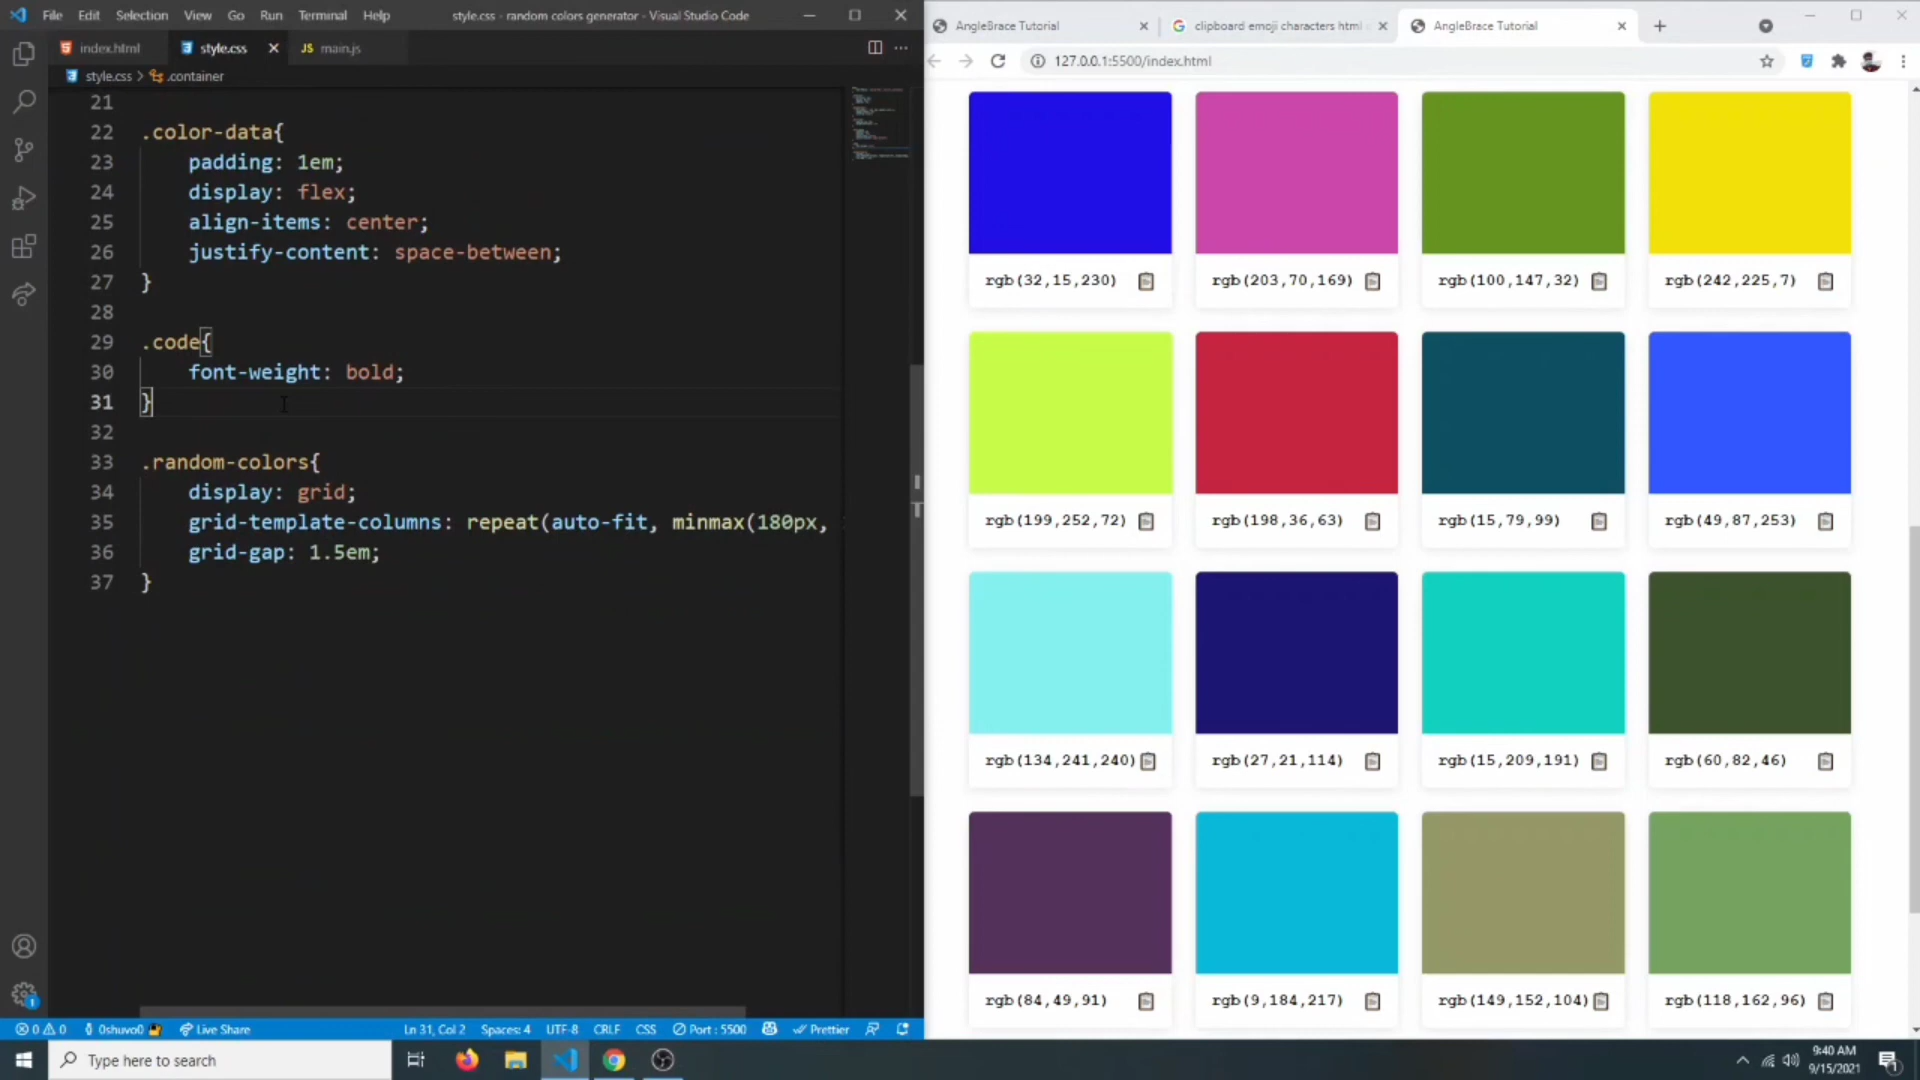 File Edit Selection View Go Run Terminal Help
style.css - random colors generator - Visual Studio Code
index.html
style.css
JS main.js
style.css > .container
21
22 .color-data{
23 padding: 1em;
24 display: flex;
25 align-items: center;
26 justify-content: space-between;
27 }
28
29 .code{
30 font-weight: bold;
31 }
32
33 .random-colors{
34 display: grid;
35 grid-template-columns: repeat(auto-fit, minmax(180px,
36 grid-gap: 1.5em;
37 }
1
0 0 0shuvo0 Live Share Ln 31, Col 2 Spaces: 4 UTF-8 CRLF CSS Port : 5500 Prettier
AngleBrace Tutorial
clipboard emoji characters html
AngleBrace Tutorial
127.0.0.1:5500/index.html
rgb(32,15,230) rgb(203,70,169) rgb(100,147,32) rgb(242,225,7)
rgb(199,252,72) rgb(198,36,63) rgb(15,79,99) rgb(49,87,253)
rgb(134,241,240) rgb(27,21,114) rgb(15,209,191) rgb(60,82,46)
rgb(84,49,91) rgb(9,184,217) rgb(149,152,104) rgb(118,162,96)
Type here to search
9:40 AM
9/15/2021
1